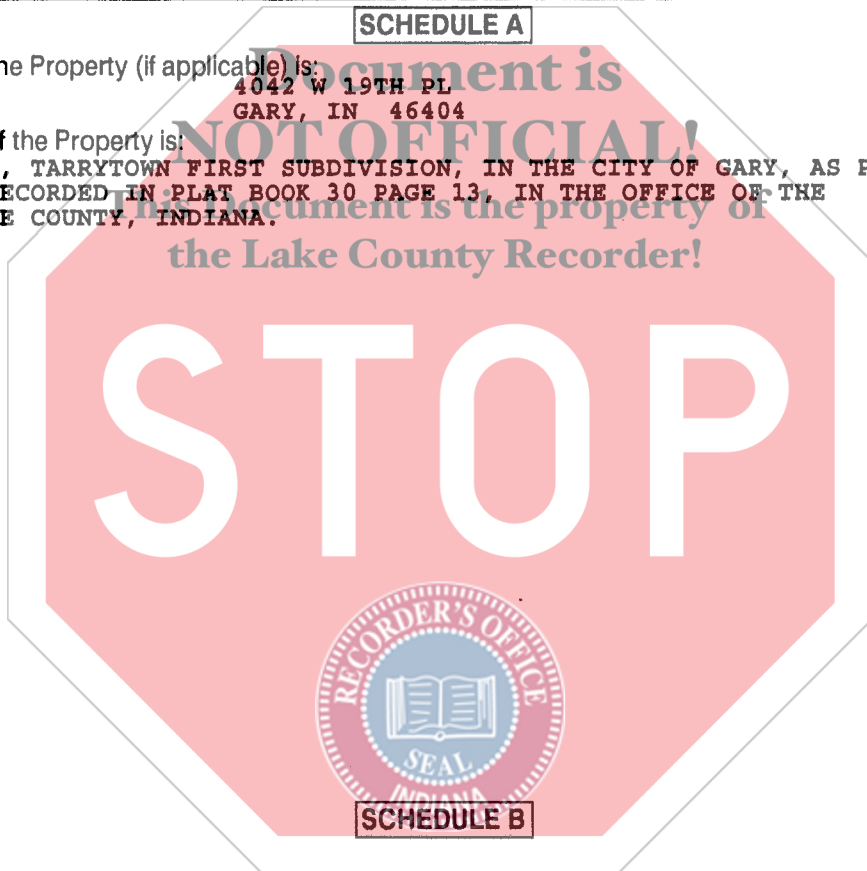 SCHEDULE A
ne Property (if applicable) is:
Document is
4042 W 19TH PL
GARY, IN 46404
f the Property is:
NOT OFFICIAL!
, TARRYTOWN FIRST SUBDIVISION, IN THE CITY OF GARY, AS P
ECORDED IN PLAT BOOK 30 PAGE 13, IN THE OFFICE OF THE
This Document is the property of
E COUNTY, INDIANA.
the Lake County Recorder!
STOP
RECORDER'S OFFICE
SEAL
INDIANA
SCHEDULE B